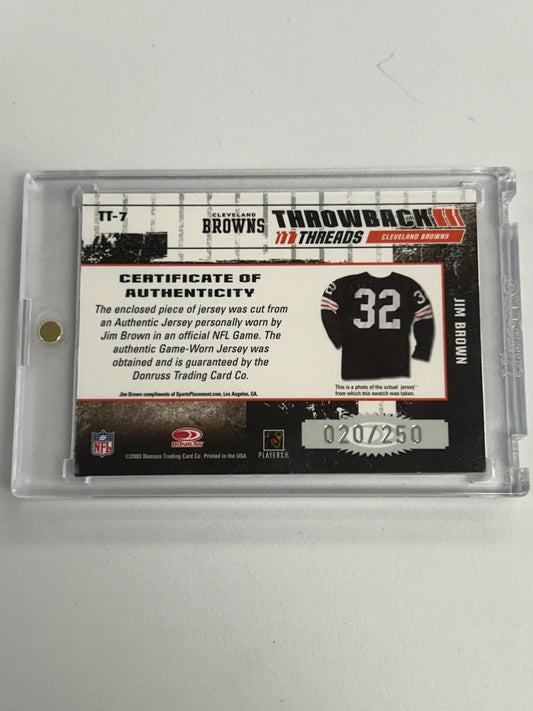 TT-7
CLEVELAND
BROWNS
THROWBACK
THREADS
CLEVELAND BROWNS
CERTIFICATE OF
AUTHENTICITY
The enclosed piece of jersey was cut from
an Authentic Jersey personally worn by
Jim Brown in an official NFL Game. The
authentic Game-Worn Jersey was
obtained and is guaranteed by the
Donruss Trading Card Co.
Jim Brown compliments of SportsPlacement.com, Los Angeles, CA.
32
32
32
This is a photo of the actual jersey
from which this swatch was taken.
JIM BROWN
020/250
NFL
DONRUSS
PLAYERS
©2003 Donruss Trading Card Co. Printed in the USA.